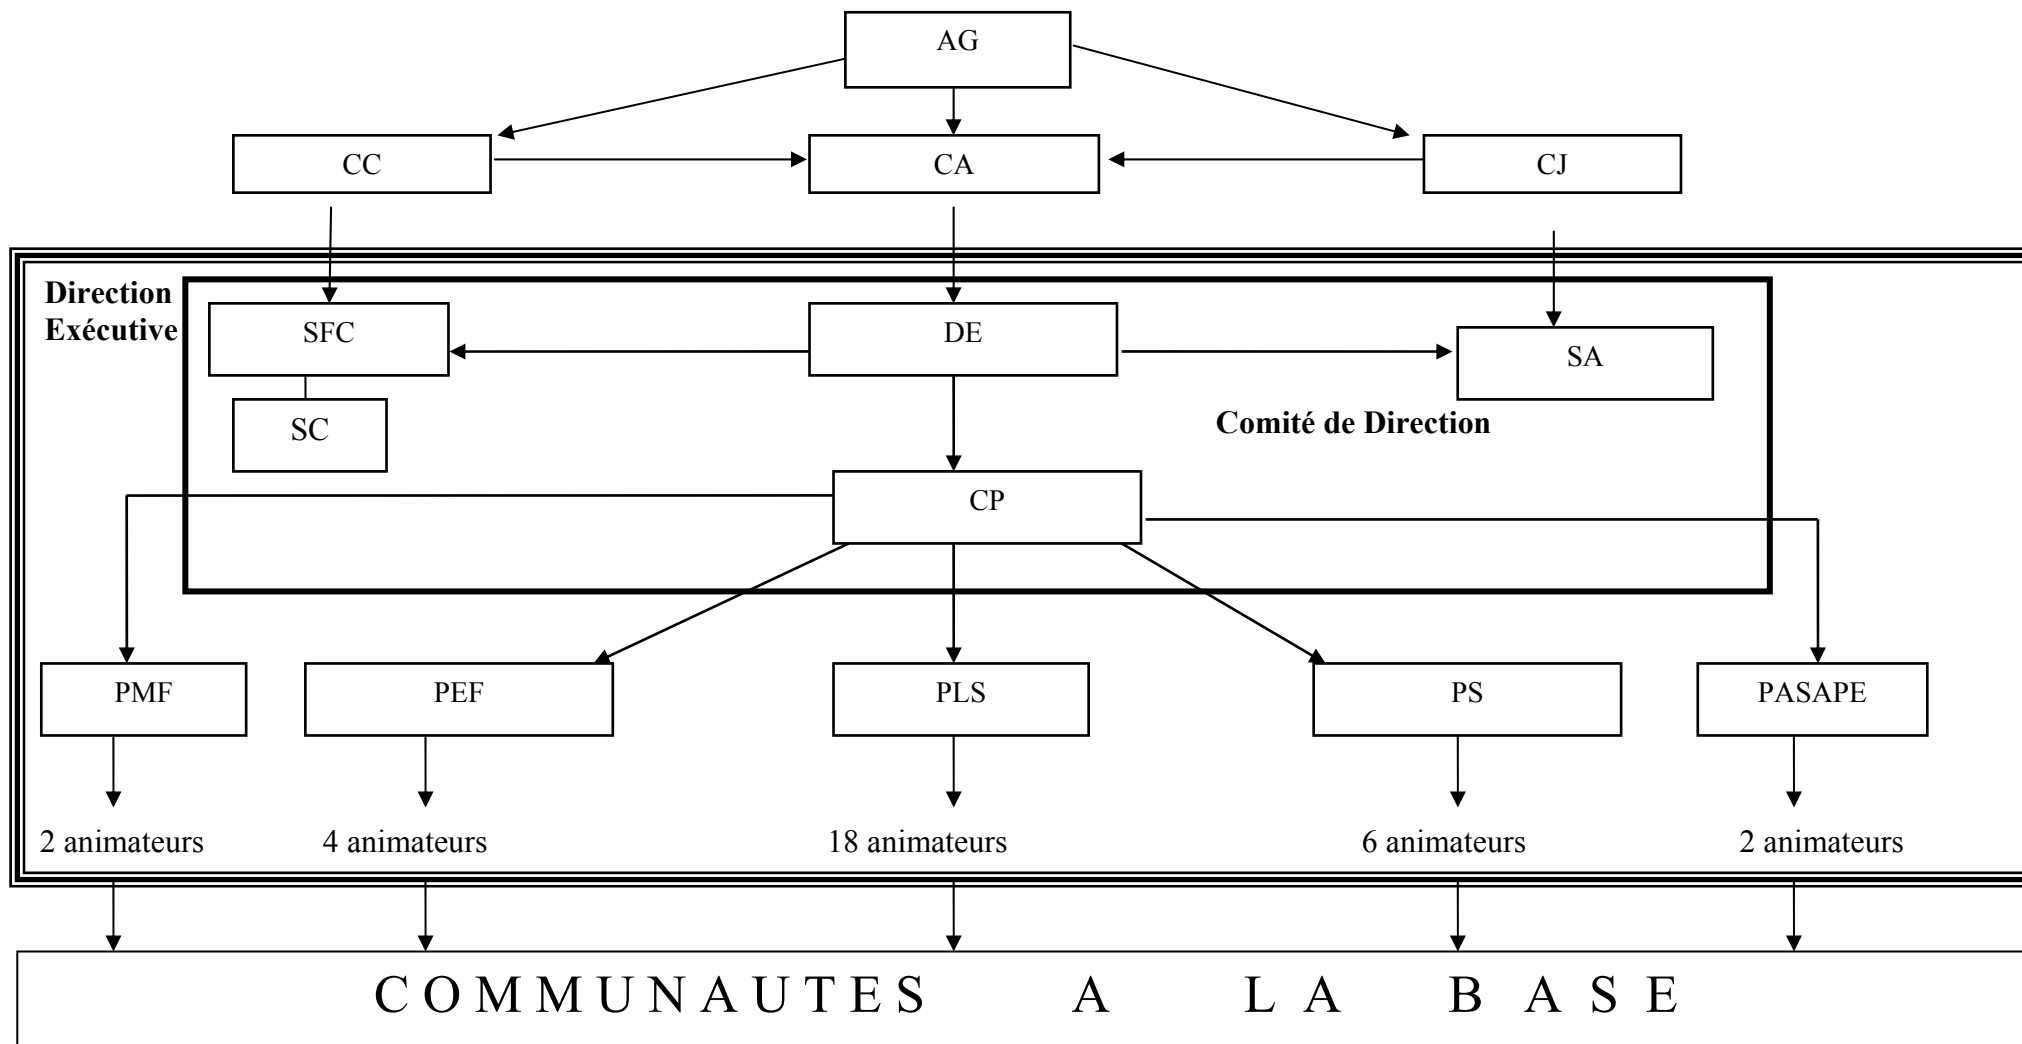 AG
CC
CA
CJ
Direction
Exécutive
SFC
DE
SA
SC
Comité de Direction
CP
PMF
PEF
PLS
PS
PASAPE
2 animateurs
4 animateurs
18 animateurs
6 animateurs
2 animateurs
COMMUNAUTES A LA BASE